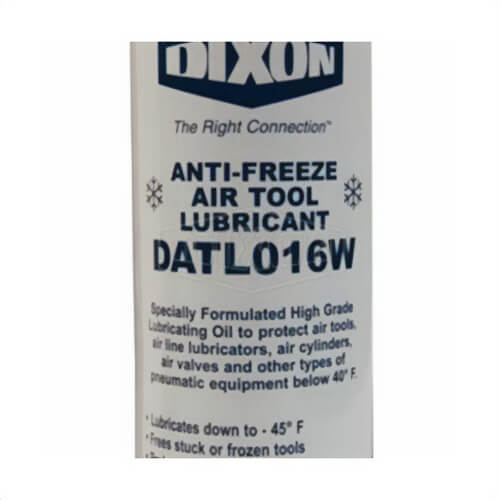 DIXON
The Right Connection™
ANTI-FREEZE
AIR TOOL
LUBRICANT
DATL016W
Specially Formulated High Grade
Lubricating Oil to protect air tools,
air line lubricators, air cylinders,
air valves and other types of
pneumatic equipment below 40° F.
• Lubricates down to - 45° F
• Frees stuck or frozen tools